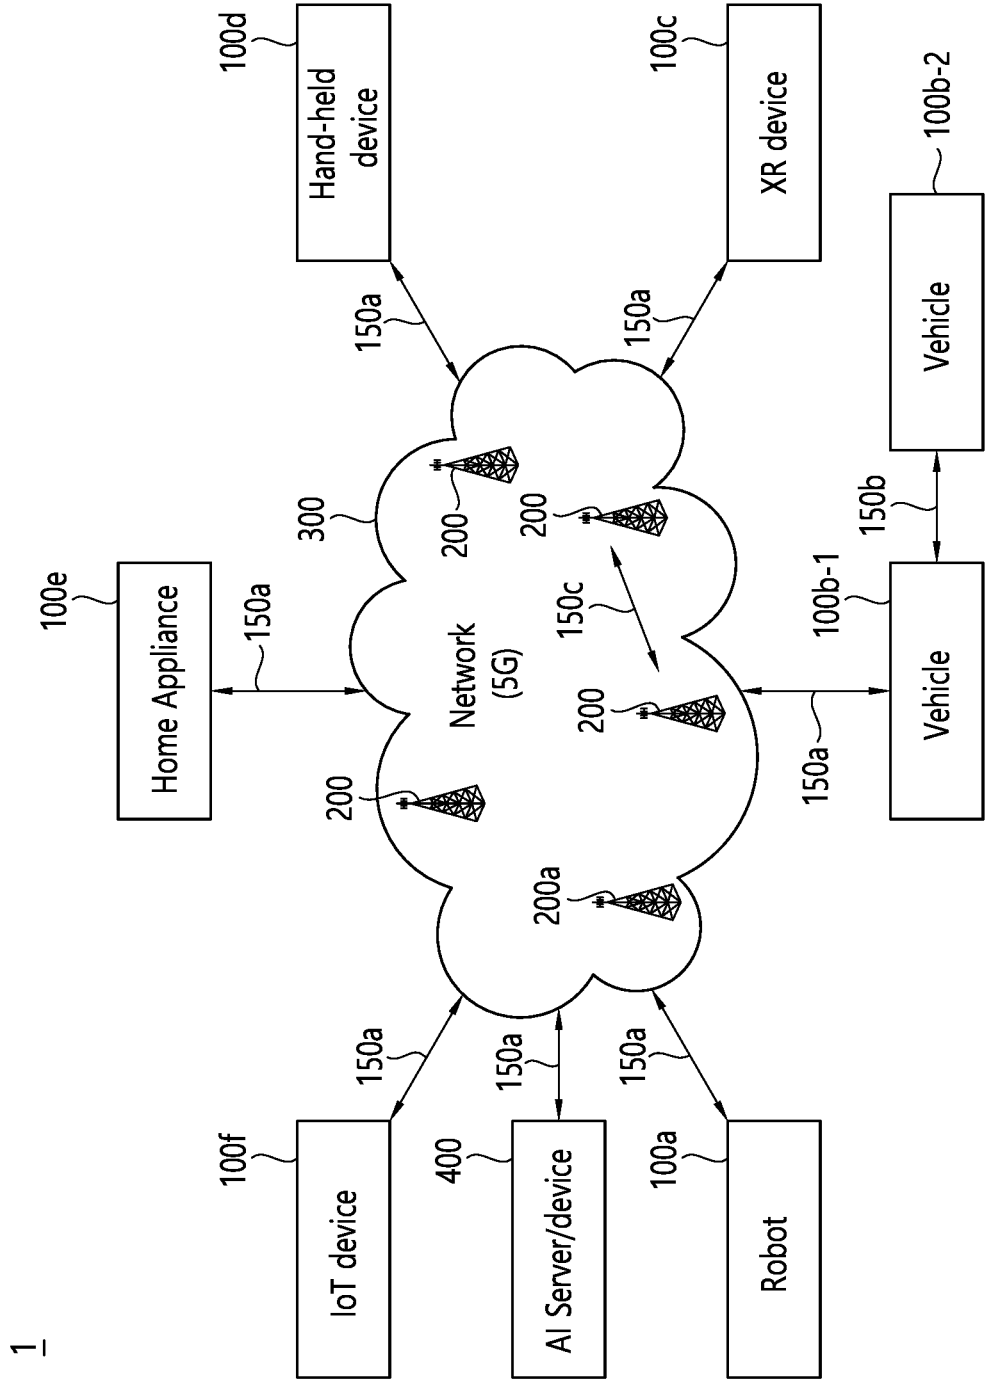 1
100e
Home Appliance
150a
100f
100d
IoT device
Hand-held
device
150a
200
300
150a
400
AI Server/device
150a
Network
(5G)
200
200a
200
200
150c
100a
Robot
150a
150a
100c
XR device
150a
100b-1
Vehicle
150b
100b-2
Vehicle